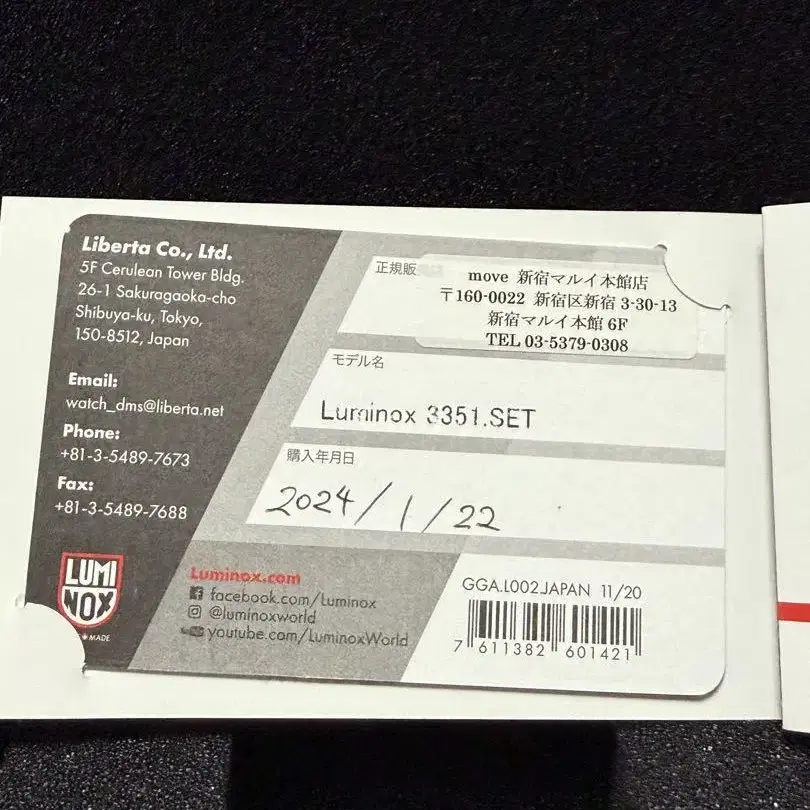 Liberta Co., Ltd.
5F Cerulean Tower Bldg.
26-1 Sakuragaoka-cho
Shibuya-ku, Tokyo,
150-8512, Japan
Email:
watch_dms@liberta.net
Phone:
+81-3-5489-7673
Fax:
+81-3-5489-7688
LUMI
NOX
MADE
正規販
move 新宿マルイ本館店
〒160-0022 新宿区新宿 3-30-13
新宿マルイ本館 6F
TEL 03-5379-0308
モデル名
Luminox 3351.SET
購入年月日
2024/1/22
Luminox.com
facebook.com/Luminox
@luminoxworld
youtube.com/LuminoxWorld
GGA.L002.JAPAN 11/20
7 611382 601421